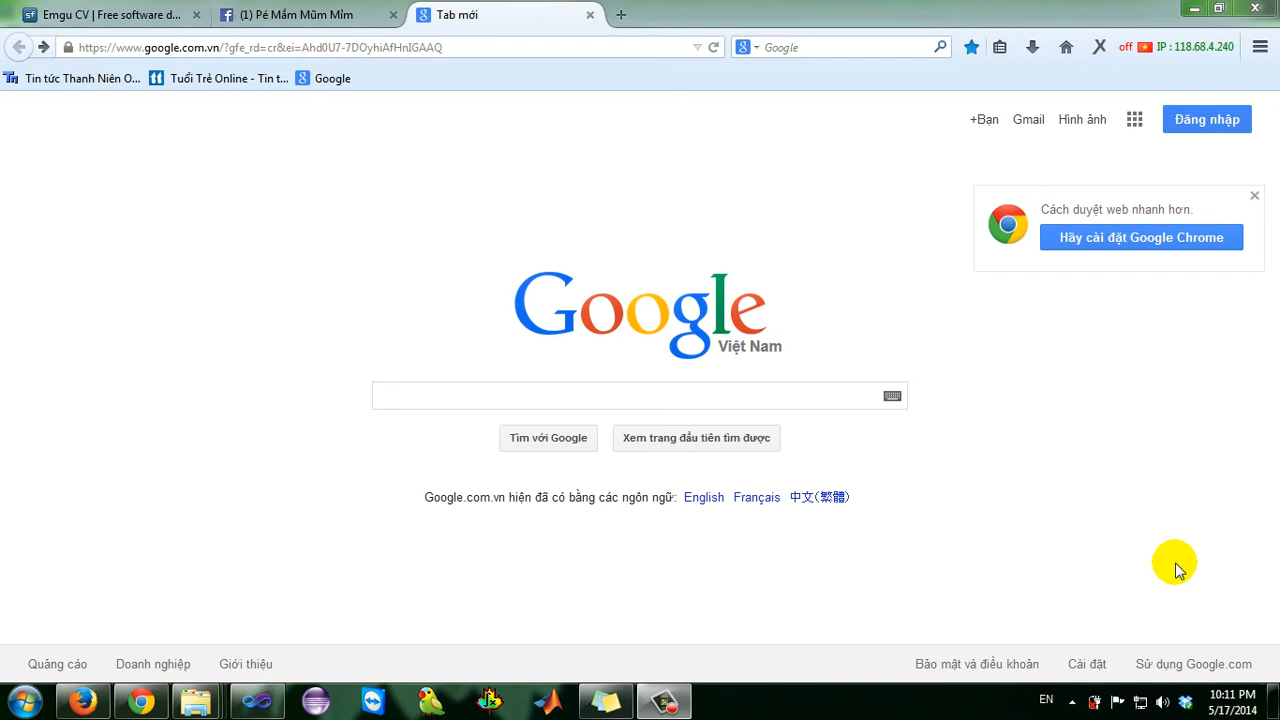 Emgu CV | Free software d...
(1) Pé Mầm Mũm Mỉm
Tab mới
https://www.google.com.vn/?gfe_rd=cr&ei=Ahd0U7-7DOyhiAfHnIGAAQ
Google
off
IP : 118.68.4.240
Tin tức Thanh Niên O...
Tuổi Trẻ Online - Tin t...
Google
+Bạn
Gmail
Hình ảnh
Đăng nhập
Cách duyệt web nhanh hơn.
Hãy cài đặt Google Chrome
Google
Việt Nam
Tìm với Google
Xem trang đầu tiên tìm được
Google.com.vn hiện đã có bằng các ngôn ngữ: English Français 中文(繁體)
Quảng cáo
Doanh nghiệp
Giới thiệu
Bảo mật và điều khoản
Cài đặt
Sử dụng Google.com
EN
10:11 PM
5/17/2014